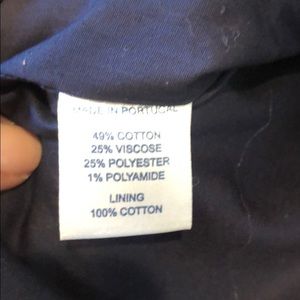 MADE IN PORTUGAL
49% COTTON
25% VISCOSE
25% POLYESTER
1% POLYAMIDE
LINING
100% COTTON